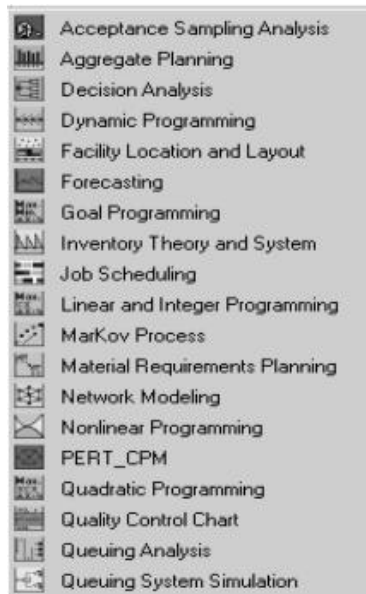 Acceptance Sampling Analysis
Aggregate Planning
Decision Analysis
Dynamic Programming
Facility Location and Layout
Forecasting
Goal Programming
Inventory Theory and System
Job Scheduling
Linear and Integer Programming
MarKov Process
Material Requirements Planning
Network Modeling
Nonlinear Programming
PERT_CPM
Quadratic Programming
Quality Control Chart
Queuing Analysis
Queuing System Simulation